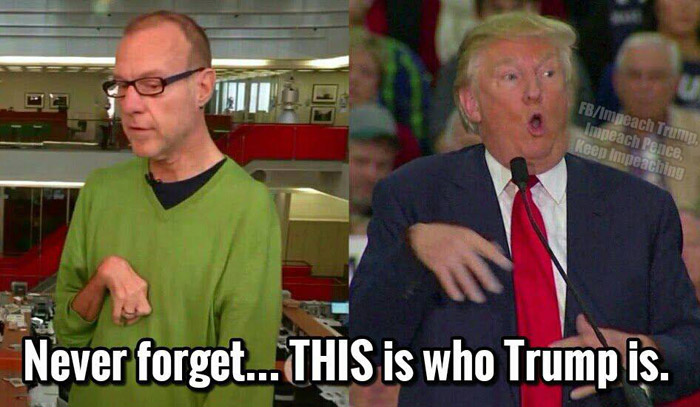 FB/Impeach Trump,
Impeach Pence,
Keep Impeaching
Never forget... THIS is who Trump is.